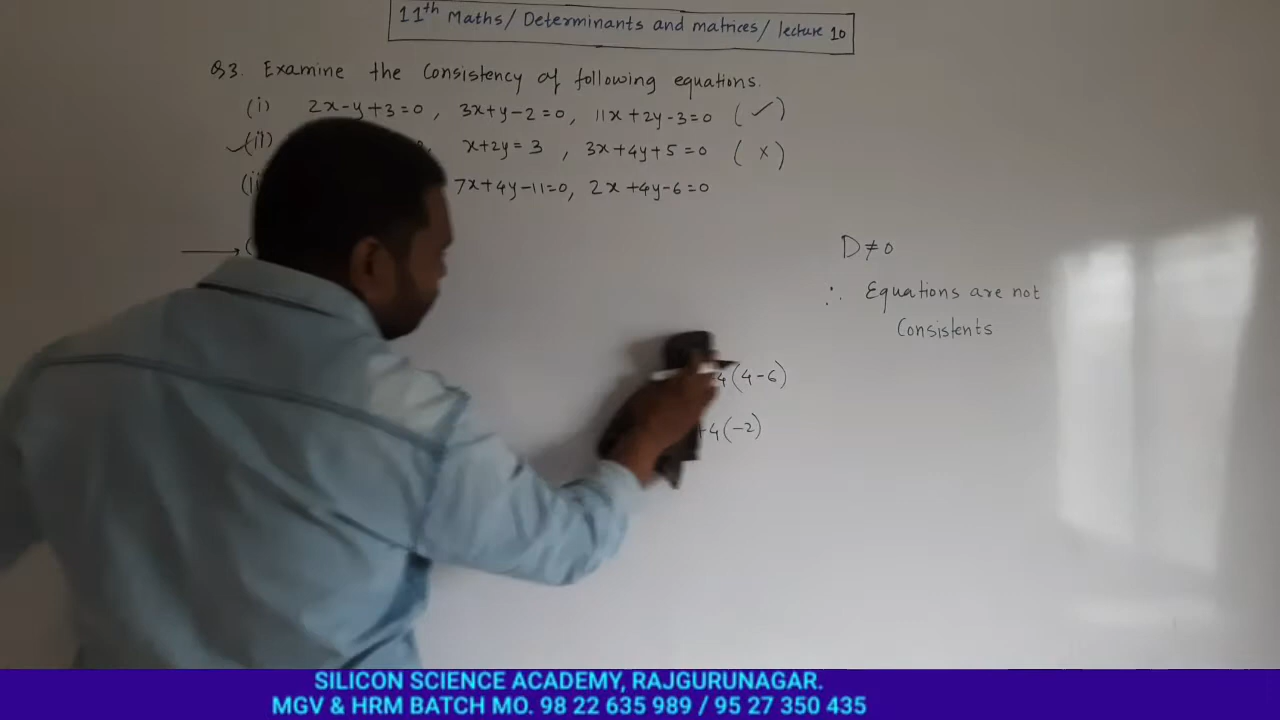 11th Maths/ Determinants and matrices/ lecture 10
Q3. Examine the Consistency of following equations.
(i) 2x-y+3=0, 3x+y-2=0, 11x+2y-3=0 (✓)
(ii) x+2y=3, 3x+4y+5=0 (×)
7x+4y-11=0, 2x+4y-6=0
D≠0
∴ Equations are not
Consistents
4(4-6)
+4(-2)
SILICON SCIENCE ACADEMY, RAJGURUNAGAR.
MGV & HRM BATCH MO. 98 22 635 989 / 95 27 350 435